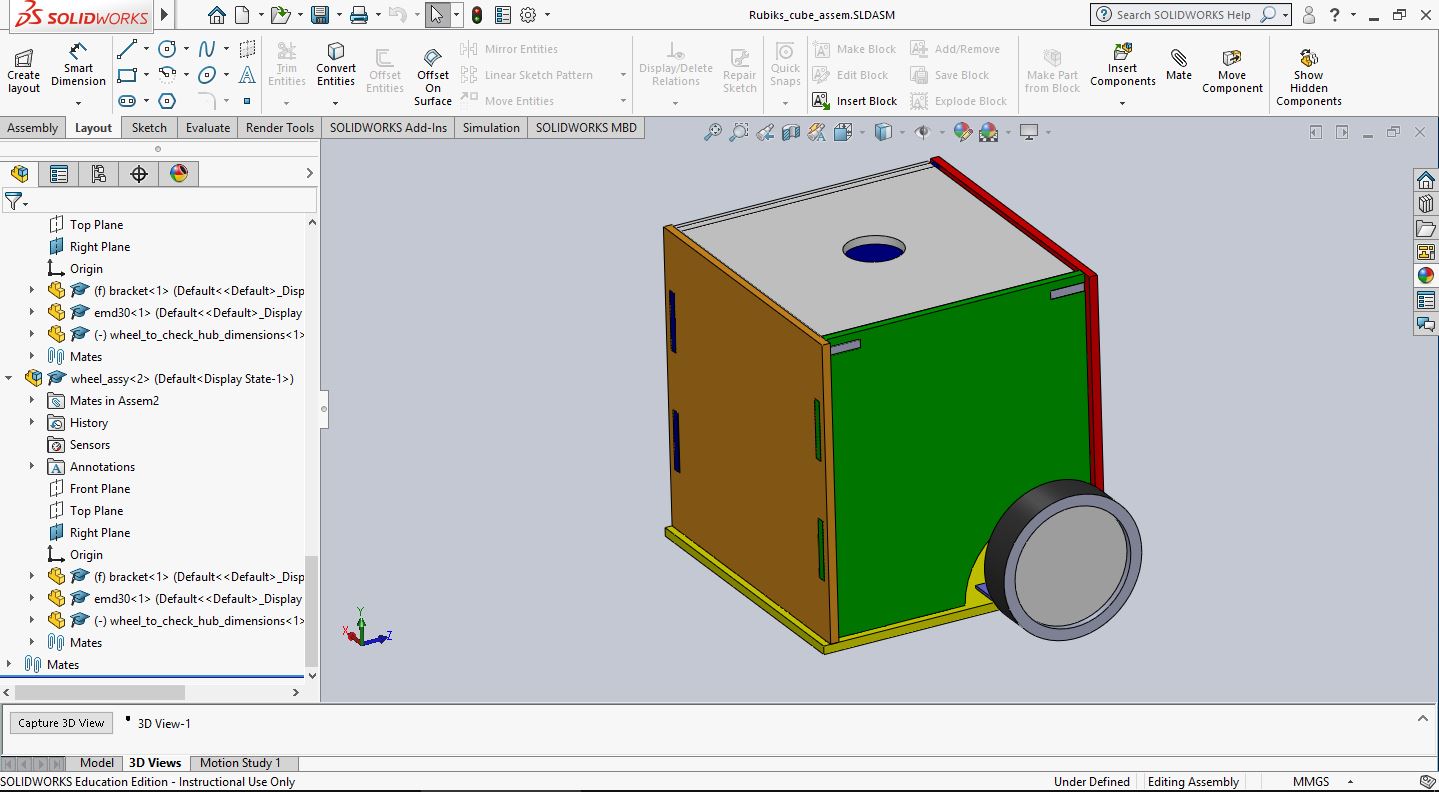 SOLIDWORKS
Rubiks_cube_assem.SLDASM
Search SOLIDWORKS Help
?
Create layout
Smart Dimension
Trim Entities
Convert Entities
Offset Entities
Offset On Surface
Mirror Entities
Linear Sketch Pattern
Move Entities
Display/Delete Relations
Repair Sketch
Quick Snaps
Make Block
Edit Block
Insert Block
Add/Remove
Save Block
Explode Block
Make Part from Block
Insert Components
Mate
Move Component
Show Hidden Components
Assembly Layout Sketch Evaluate Render Tools SOLIDWORKS Add-Ins Simulation SOLIDWORKS MBD
Top Plane
Right Plane
Origin
(f) bracket<1> (Default<<Default>_Disp
emd30<1> (Default<<Default>_Display
(-) wheel_to_check_hub_dimensions<1>
Mates
wheel_assy<2> (Default<Display State-1>)
Mates in Assem2
History
Sensors
Annotations
Front Plane
Top Plane
Right Plane
Origin
(f) bracket<1> (Default<<Default>_Disp
emd30<1> (Default<<Default>_Display
(-) wheel_to_check_hub_dimensions<1>
Mates
Mates
Y
X
Z
Capture 3D View
3D View-1
Model 3D Views Motion Study 1
SOLIDWORKS Education Edition - Instructional Use Only
Under Defined Editing Assembly MMGS